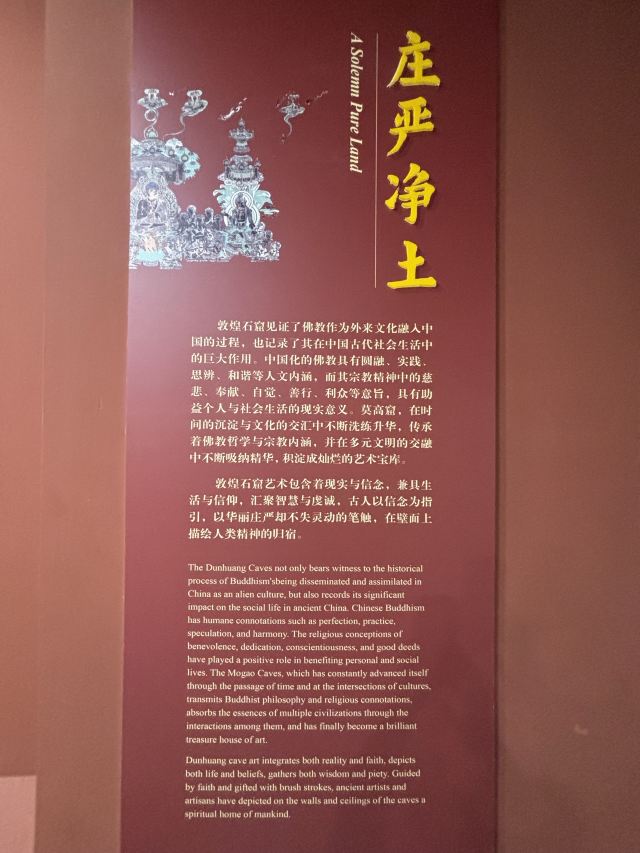 庄严净土
A Solemn Pure Land
敦煌石窟见证了佛教作为外来文化融入中
国的过程，也记录了其在中国古代社会生活中
的巨大作用。中国化的佛教具有圆融、实践、
思辨、和谐等人文内涵，而其宗教精神中的慈
悲、奉献、自觉、善行、利众等意旨，具有助
益个人与社会生活的现实意义。莫高窟，在时
间的沉淀与文化的交汇中不断洗练升华，传承
着佛教哲学与宗教内涵，并在多元文明的交融
中不断吸纳精华，积淀成灿烂的艺术宝库。
敦煌石窟艺术包含着现实与信念，兼具生
活与信仰，汇聚智慧与虔诚，古人以信念为指
引，以华丽庄严却不失灵动的笔触，在壁面上
描绘人类精神的归宿。
The Dunhuang Caves not only bears witness to the historical
process of Buddhism'sbeing disseminated and assimilated in
China as an alien culture, but also records its significant
impact on the social life in ancient China. Chinese Buddhism
has humane connotations such as perfection, practice,
speculation, and harmony. The religious conceptions of
benevolence, dedication, conscientiousness, and good deeds
have played a positive role in benefiting personal and social
lives. The Mogao Caves, which has constantly advanced itself
through the passage of time and at the intersections of cultures,
transmits Buddhist philosophy and religious connotations,
absorbs the essences of multiple civilizations through the
interactions among them, and has finally become a brilliant
treasure house of art.
Dunhuang cave art integrates both reality and faith, depicts
both life and beliefs, gathers both wisdom and piety. Guided
by faith and gifted with brush strokes, ancient artists and
artisans have depicted on the walls and ceilings of the caves a
spiritual home of mankind.